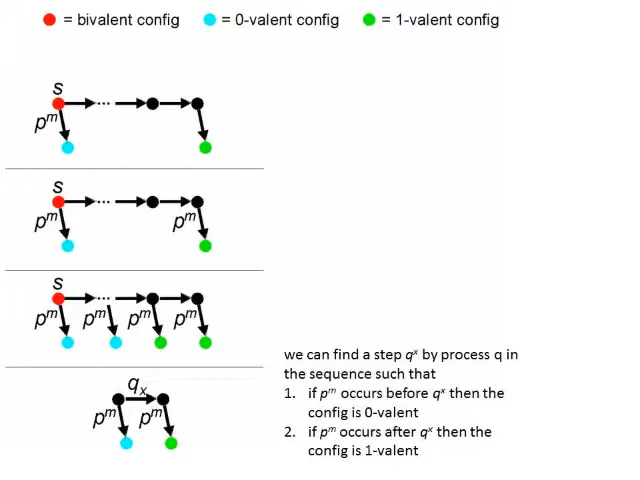 = bivalent config = 0-valent config = 1-valent config
s
...
pᵐ
s
...
pᵐ pᵐ
s
...
pᵐ pᵐ pᵐ pᵐ
we can find a step qˣ by process q in
the sequence such that
qₓ
1. if pᵐ occurs before qˣ then the
config is 0-valent
pᵐ pᵐ
2. if pᵐ occurs after qˣ then the
config is 1-valent